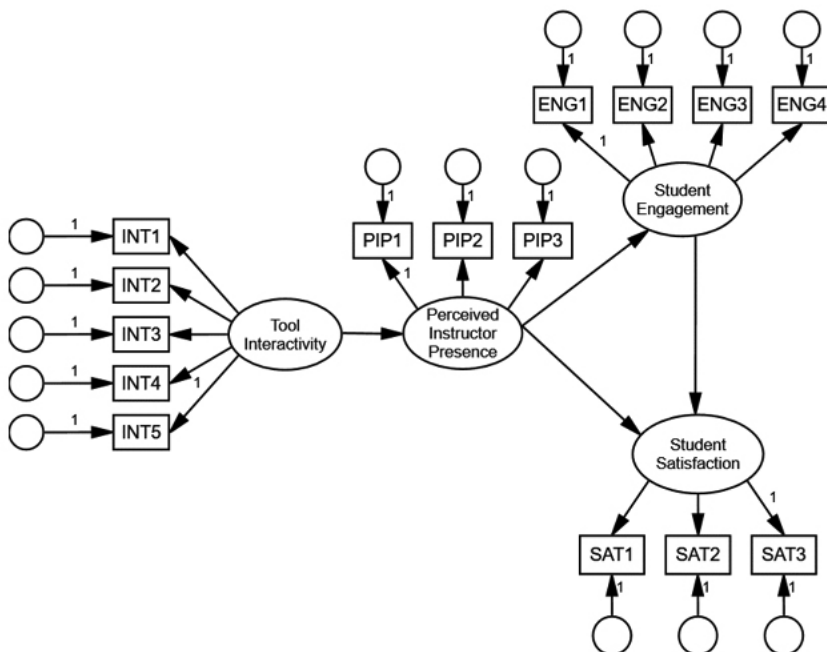 1 1 1 1
ENG1 ENG2 ENG3 ENG4
1
Student
Engagement
1 1 1
PIP1 PIP2 PIP3
1
1 INT1
1 INT2
1 INT3
1 INT4
1 INT5
1
Tool
Interactivity
Perceived
Instructor
Presence
Student
Satisfaction
1
SAT1 SAT2 SAT3
1 1 1